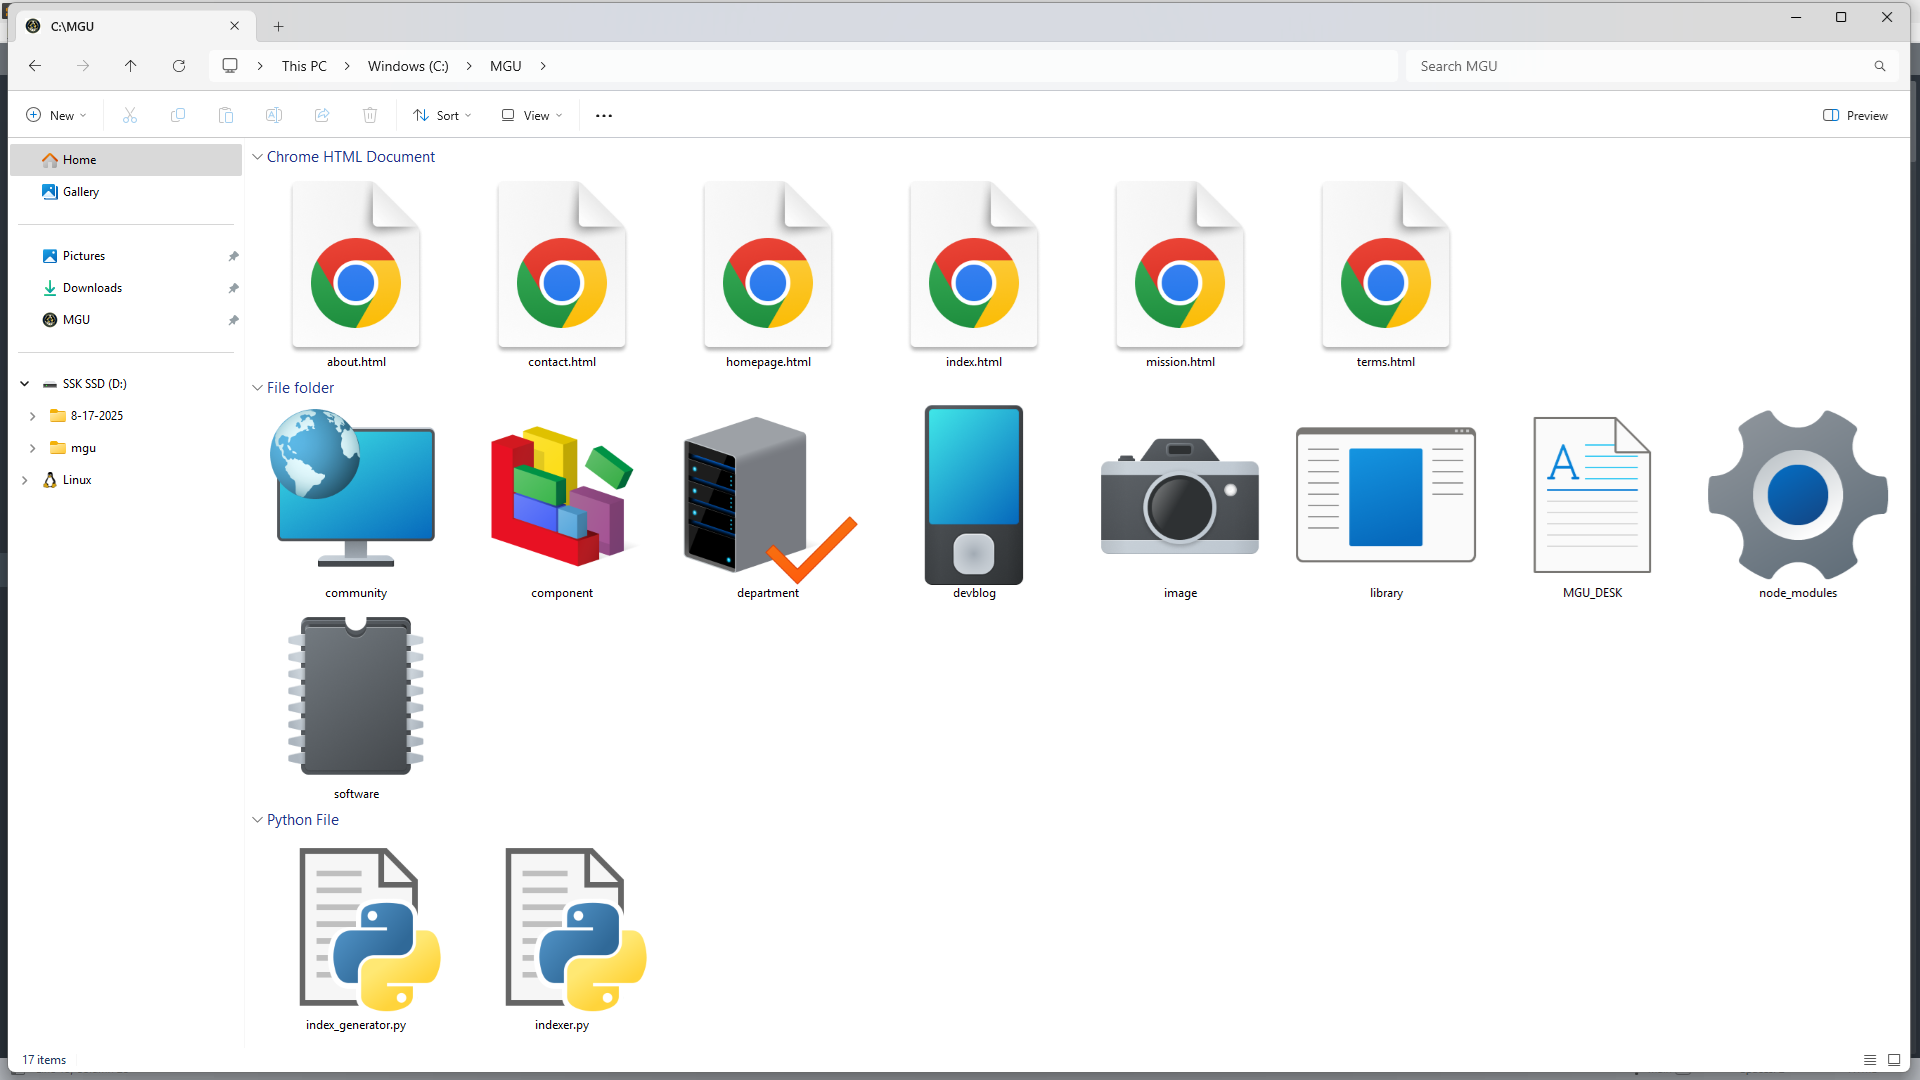 C:\MGU
This PC
Windows (C:)
MGU
Search MGU
New
Sort
View
Preview
Home
Gallery
Pictures
Downloads
MGU
SSK SSD (D:)
8-17-2025
mgu
Linux
Chrome HTML Document
about.html
contact.html
homepage.html
index.html
mission.html
terms.html
File folder
community
component
department
devblog
image
library
MGU_DESK
node_modules
software
Python File
index_generator.py
indexer.py
17 items